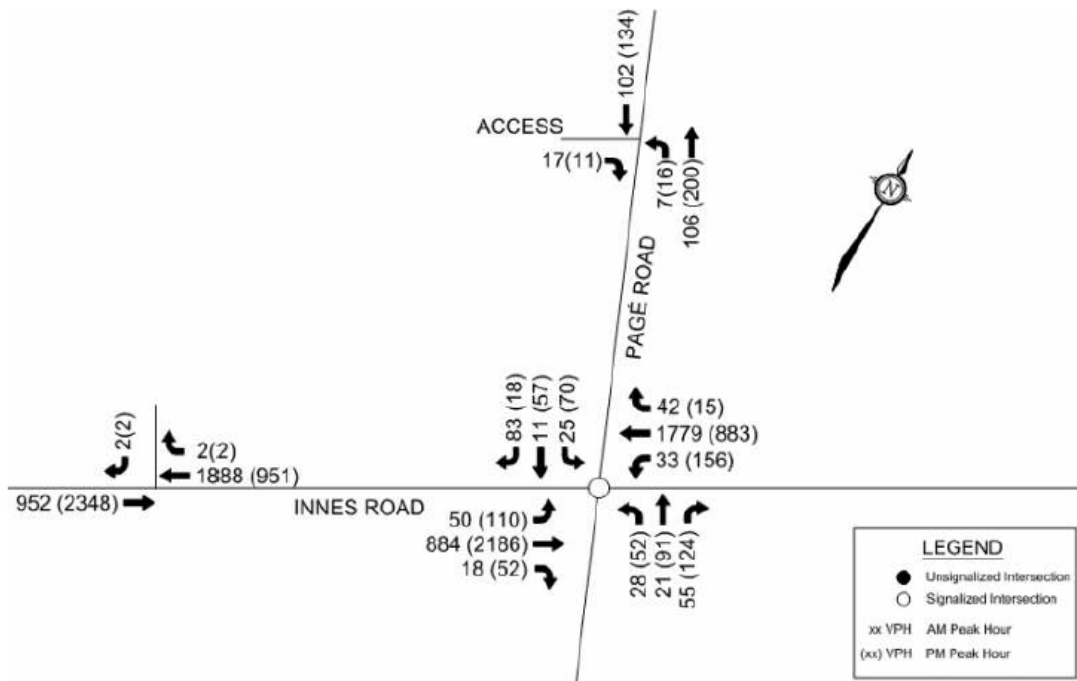 102 (134)
ACCESS
17(11)
7(16)
106 (200)
N
PAGÉ ROAD
83 (18)
11 (57)
25 (70)
42 (15)
1779 (883)
33 (156)
2(2)
2(2)
1888 (951)
952 (2348)
INNES ROAD
50 (110)
884 (2186)
18 (52)
28 (52)
21 (91)
55 (124)
LEGEND
Unsignalized Intersection
Signalized Intersection
xx VPH AM Peak Hour
(xx) VPH PM Peak Hour